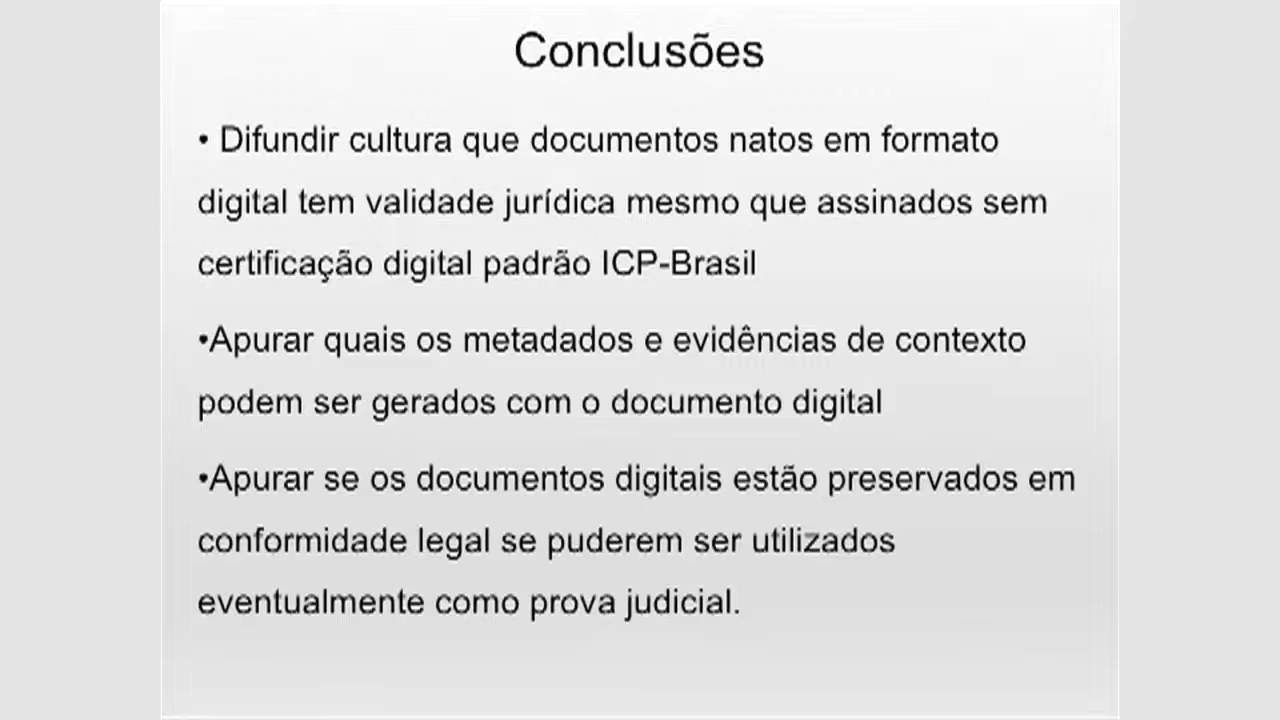 Conclusões
• Difundir cultura que documentos natos em formato
digital tem validade jurídica mesmo que assinados sem
certificação digital padrão ICP-Brasil
•Apurar quais os metadados e evidências de contexto
podem ser gerados com o documento digital
•Apurar se os documentos digitais estão preservados em
conformidade legal se puderem ser utilizados
eventualmente como prova judicial.